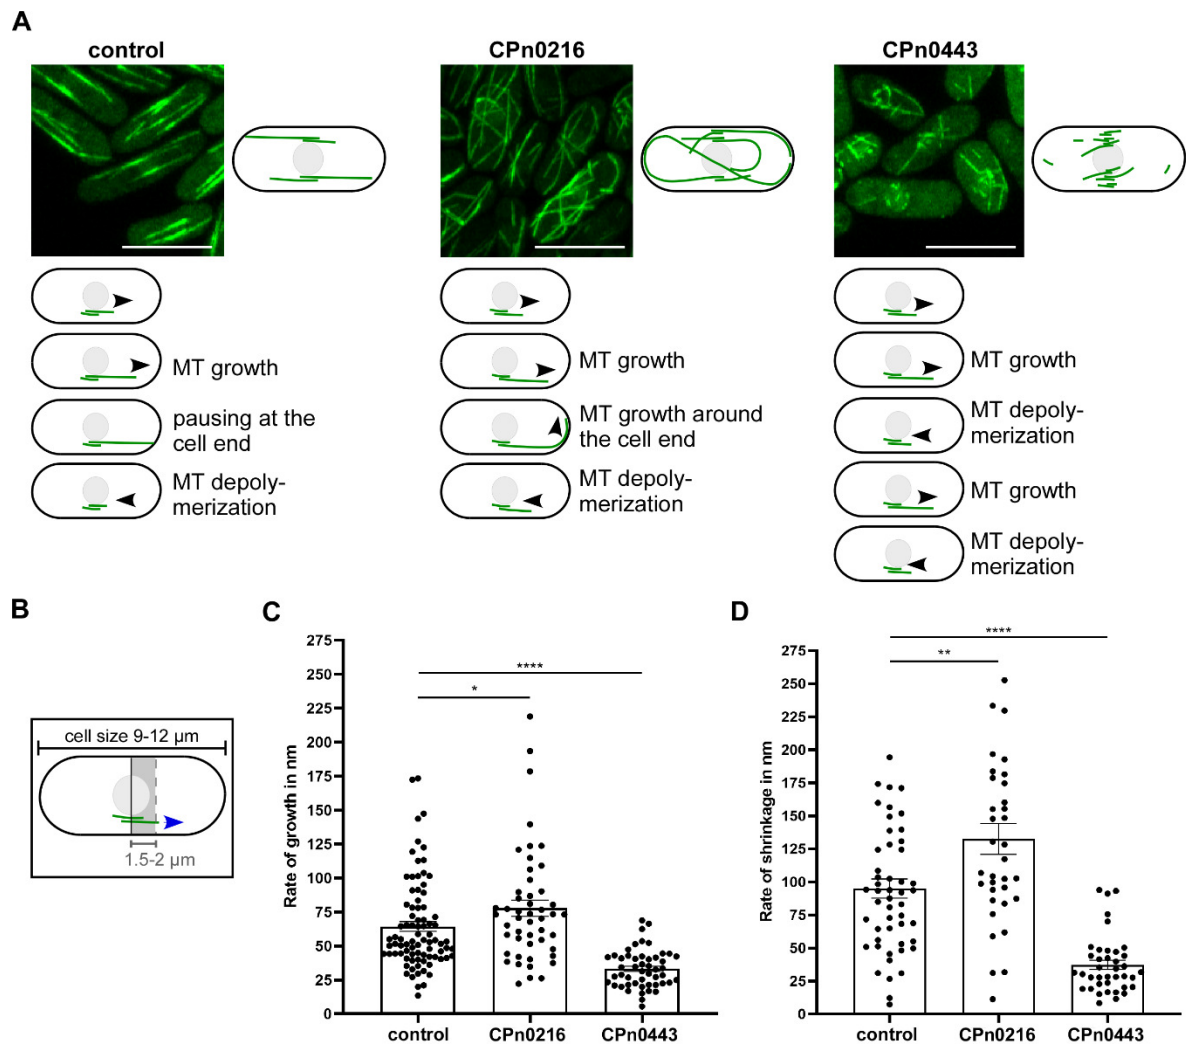 A
control
CPn0216
CPn0443
MT growth
pausing at the
cell end
MT depoly-
merization
MT growth
MT growth around
the cell end
MT depoly-
merization
MT growth
MT depoly-
merization
MT growth
MT depoly-
merization
B
cell size 9-12 µm
1.5-2 µm
C
Rate of growth in nm
275
250
225
200
175
150
125
100
75
50
25
0
****
*
control
CPn0216
CPn0443
D
Rate of shrinkage in nm
275
250
225
200
175
150
125
100
75
50
25
0
****
**
control
CPn0216
CPn0443